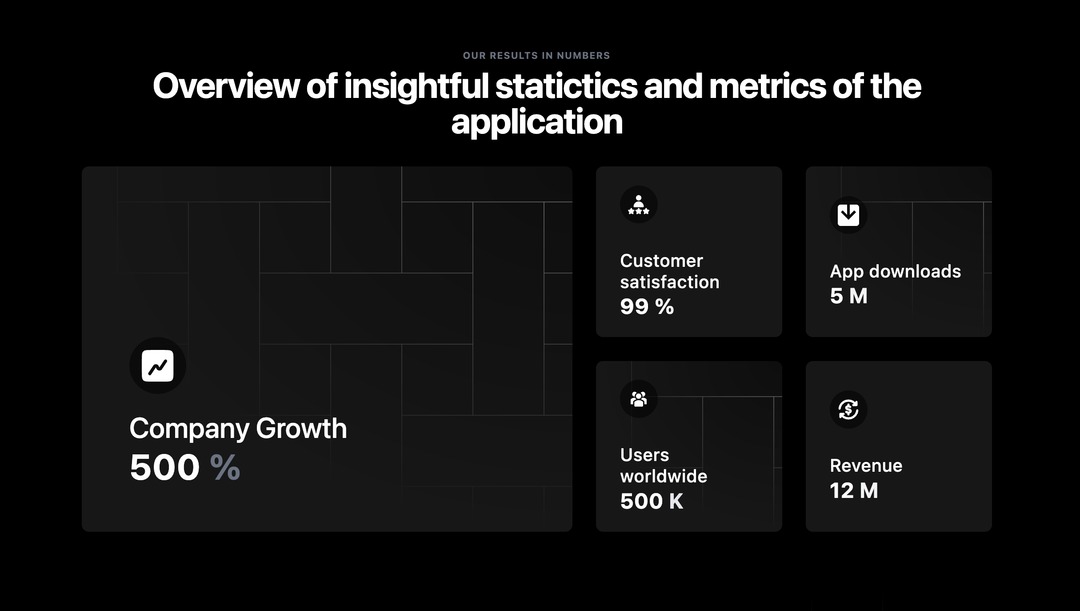 OUR RESULTS IN NUMBERS
Overview of insightful statictics and metrics of the
application
Company Growth
500 %
Customer
satisfaction
99 %
App downloads
5 M
Users
worldwide
500 K
Revenue
12 M